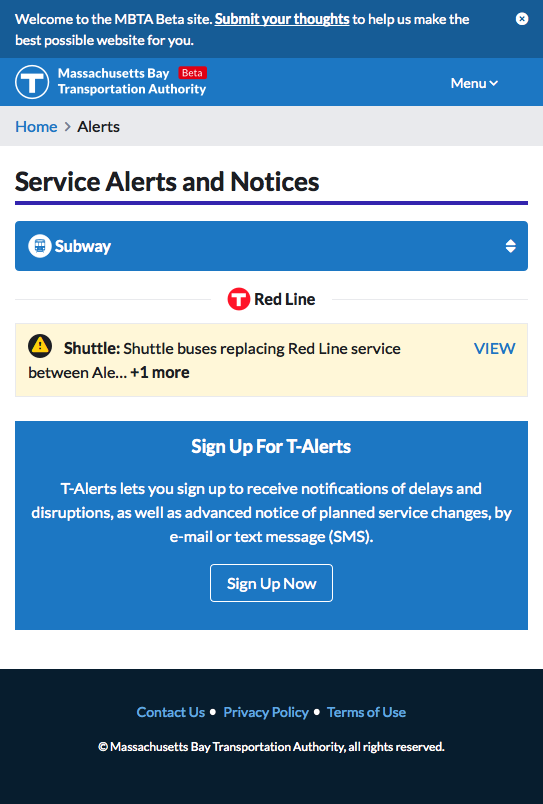 Welcome to the MBTA Beta site. Submit your thoughts to help us make the
best possible website for you.
Massachusetts Bay Beta
Transportation Authority
Menu
Home > Alerts
Service Alerts and Notices
Subway
T Red Line
Shuttle: Shuttle buses replacing Red Line service
between Ale... +1 more
VIEW
Sign Up For T-Alerts
T-Alerts lets you sign up to receive notifications of delays and
disruptions, as well as advanced notice of planned service changes, by
e-mail or text message (SMS).
Sign Up Now
Contact Us • Privacy Policy • Terms of Use
© Massachusetts Bay Transportation Authority, all rights reserved.